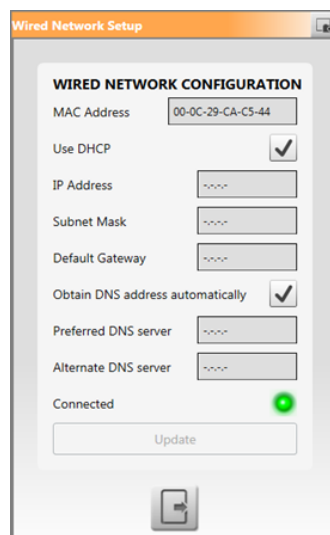 Wired Network Setup
WIRED NETWORK CONFIGURATION
MAC Address 00-0C-29-CA-C5-44
Use DHCP
IP Address -.-.-.-
Subnet Mask -.-.-.-
Default Gateway -.-.-.-
Obtain DNS address automatically
Preferred DNS server -.-.-.-
Alternate DNS server -.-.-.-
Connected
Update